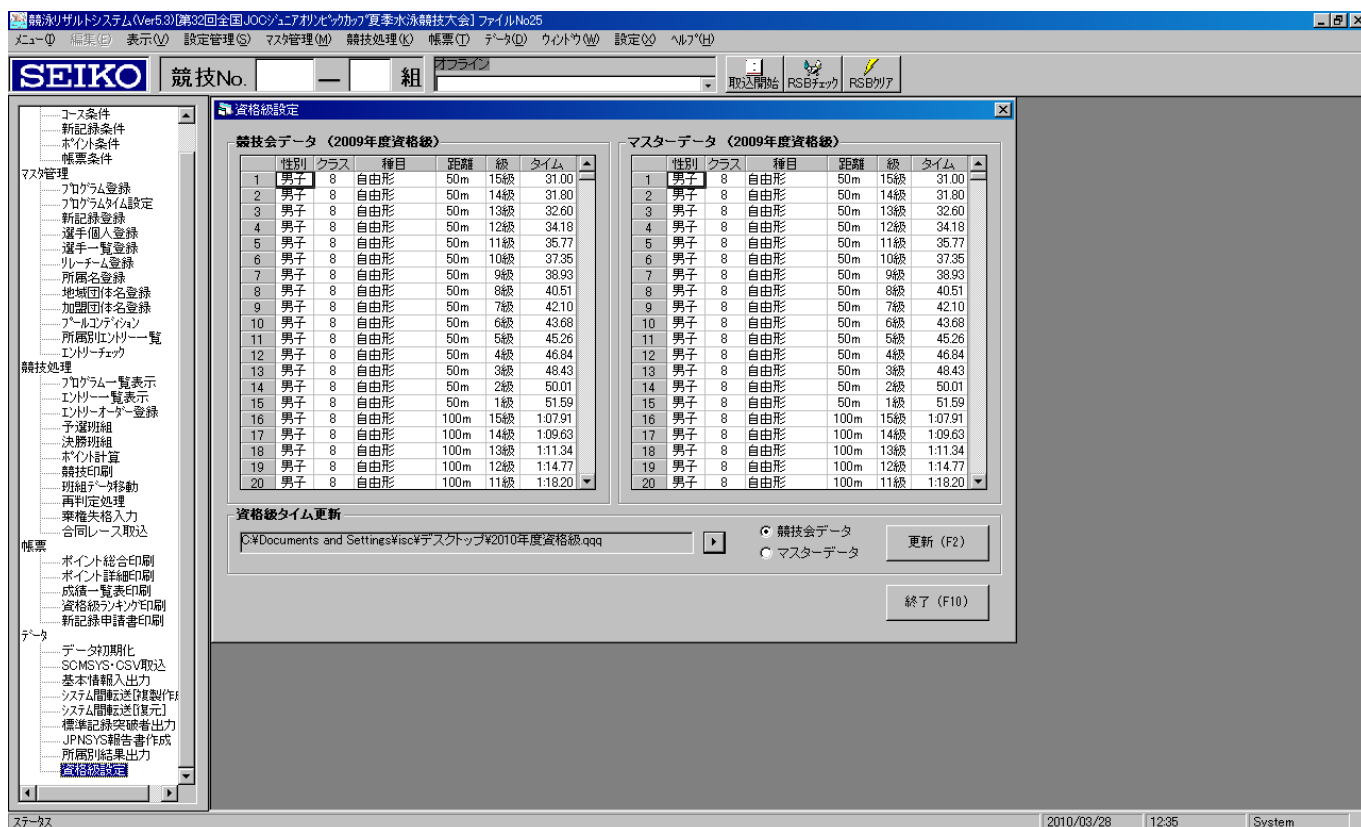 競泳リザルトシステム(Ver5.3)[第32回全国JOCジュニアオリンピックカップ夏季水泳競技大会] ファイルNo25
メニュー(I) 編集(E) 表示(V) 設定管理(S) マスタ管理(M) 競技処理(K) 帳票(T) データ(D) ウィンドウ(W) 設定(X) ヘルプ(H)
SEIKO 競技No. — 組 オフライン 取込開始 RSBチェック RSBクリア
コース条件
新記録条件
ポイント条件
帳票条件
マスタ管理
プログラム登録
プログラムタイム設定
新記録登録
選手個人登録
選手一覧登録
リレーチーム登録
所属名登録
地域団体名登録
加盟団体名登録
プールコンディション
所属別エントリー一覧
エントリーチェック
競技処理
プログラム一覧表示
エントリー一覧表示
エントリーオーダー登録
予選班組
決勝班組
ポイント計算
競技印刷
班組データ移動
再判定処理
棄権失格入力
合同レース取込
帳票
ポイント総合印刷
ポイント詳細印刷
成績一覧表印刷
資格級ランキング印刷
新記録申請書印刷
データ
データ初期化
SCMSYS・CSV取込
基本情報入出力
システム間転送[複製作成
システム間転送[復元]
標準記録突破者出力
JPNSYS報告書作成
所属別結果出力
資格級設定
資格級設定
競技会データ (2009年度資格級)
性別 クラス 種目 距離 級 タイム
1 男子 8 自由形 50m 15級 31.00
2 男子 8 自由形 50m 14級 31.80
3 男子 8 自由形 50m 13級 32.60
4 男子 8 自由形 50m 12級 34.18
5 男子 8 自由形 50m 11級 35.77
6 男子 8 自由形 50m 10級 37.35
7 男子 8 自由形 50m 9級 38.93
8 男子 8 自由形 50m 8級 40.51
9 男子 8 自由形 50m 7級 42.10
10 男子 8 自由形 50m 6級 43.68
11 男子 8 自由形 50m 5級 45.26
12 男子 8 自由形 50m 4級 46.84
13 男子 8 自由形 50m 3級 48.43
14 男子 8 自由形 50m 2級 50.01
15 男子 8 自由形 50m 1級 51.59
16 男子 8 自由形 100m 15級 1:07.91
17 男子 8 自由形 100m 14級 1:09.63
18 男子 8 自由形 100m 13級 1:11.34
19 男子 8 自由形 100m 12級 1:14.77
20 男子 8 自由形 100m 11級 1:18.20
マスターデータ (2009年度資格級)
性別 クラス 種目 距離 級 タイム
1 男子 8 自由形 50m 15級 31.00
2 男子 8 自由形 50m 14級 31.80
3 男子 8 自由形 50m 13級 32.60
4 男子 8 自由形 50m 12級 34.18
5 男子 8 自由形 50m 11級 35.77
6 男子 8 自由形 50m 10級 37.35
7 男子 8 自由形 50m 9級 38.93
8 男子 8 自由形 50m 8級 40.51
9 男子 8 自由形 50m 7級 42.10
10 男子 8 自由形 50m 6級 43.68
11 男子 8 自由形 50m 5級 45.26
12 男子 8 自由形 50m 4級 46.84
13 男子 8 自由形 50m 3級 48.43
14 男子 8 自由形 50m 2級 50.01
15 男子 8 自由形 50m 1級 51.59
16 男子 8 自由形 100m 15級 1:07.91
17 男子 8 自由形 100m 14級 1:09.63
18 男子 8 自由形 100m 13級 1:11.34
19 男子 8 自由形 100m 12級 1:14.77
20 男子 8 自由形 100m 11級 1:18.20
資格級タイム更新
C:¥Documents and Settings¥isc¥デスクトップ¥2010年度資格級.qqq
競技会データ
マスターデータ
更新 (F2)
終了 (F10)
ステータス 2010/03/28 12:35 System